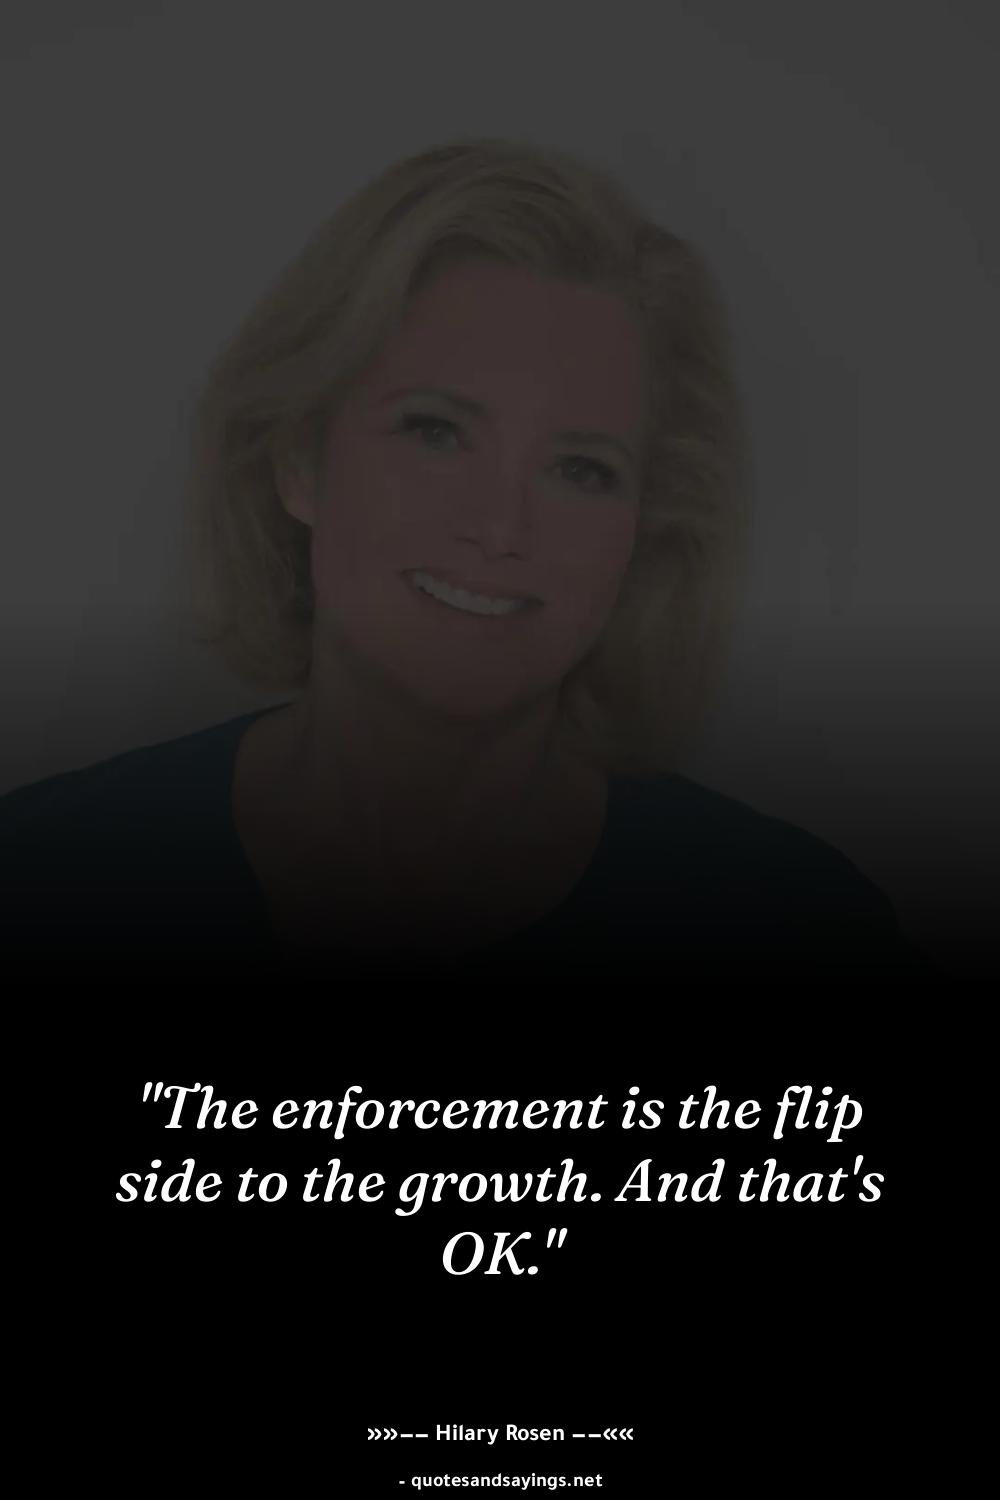 "The enforcement is the flip
side to the growth. And that's
OK."
»»−− Hilary Rosen −−««
- quotesandsayings.net